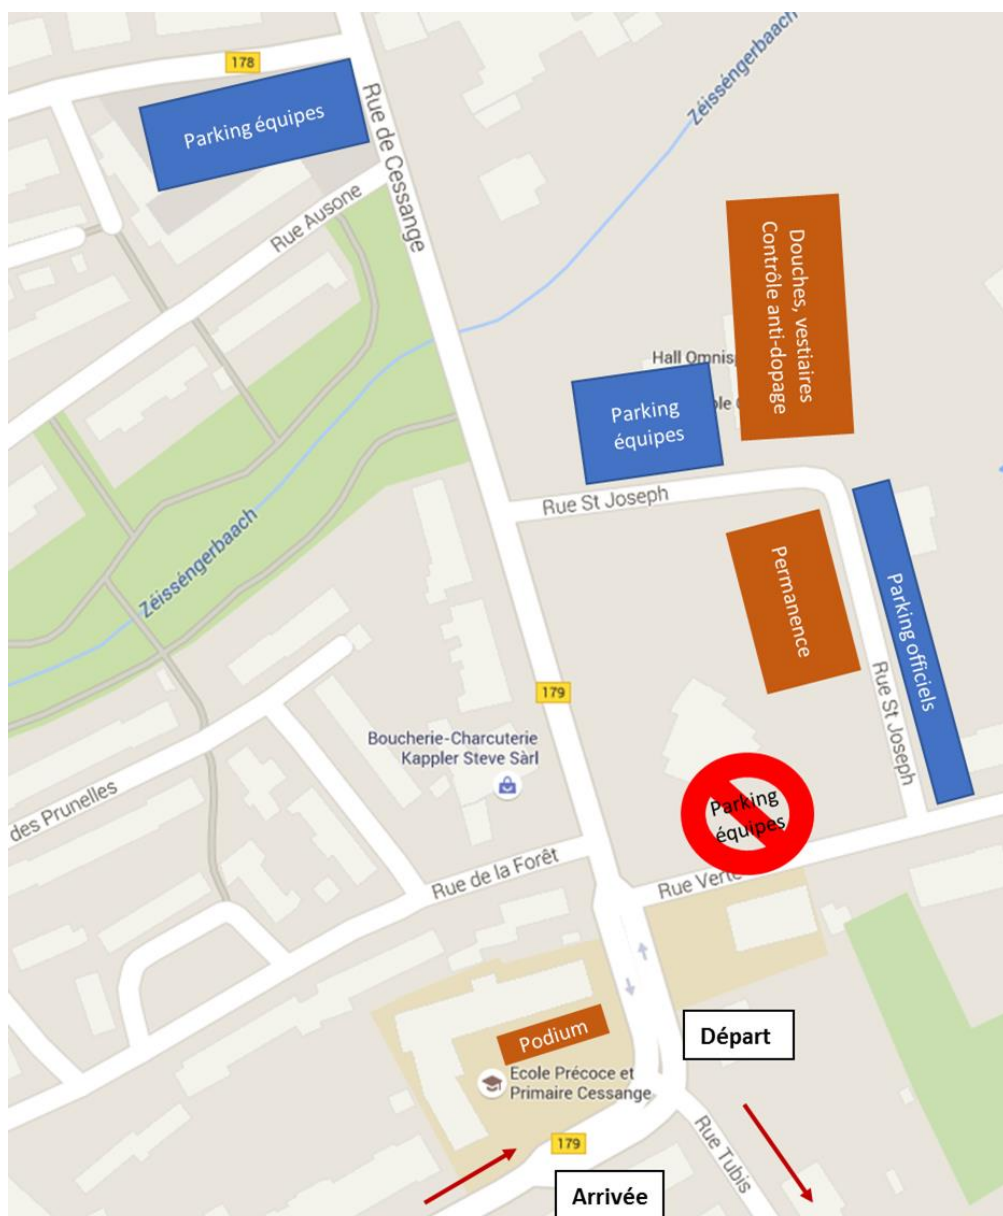 178
Parking équipes
Rue de Cessange
Zéisséngerbaach
Rue Ausone
Douches, vestiaires
Contrôle anti-dopage
Hall Omnisp
Parking
équipes
Rue St Joseph
Zéisséngerbaach
Permanence
Parking officiels
Rue St Joseph
179
Boucherie-Charcuterie
Kappler Steve Sàrl
des Prunelles
Parking
équipes
Rue de la Forêt
Rue Verte
Podium
Départ
Ecole Précoce et
Primaire Cessange
179
Rue Tubis
Arrivée